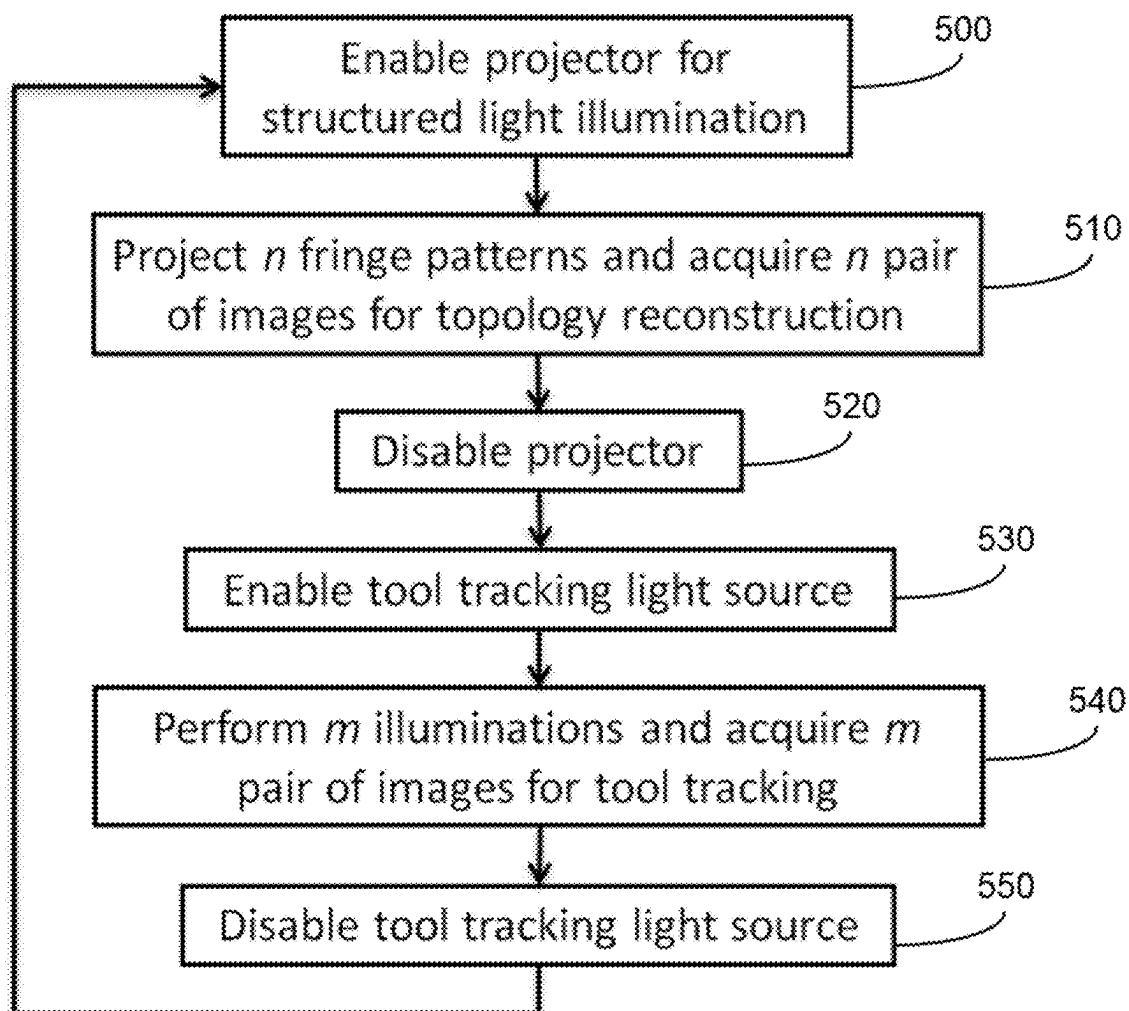 500
Enable projector for
structured light illumination
510
Project n fringe patterns and acquire n pair
of images for topology reconstruction
520
Disable projector
530
Enable tool tracking light source
540
Perform m illuminations and acquire m
pair of images for tool tracking
550
Disable tool tracking light source